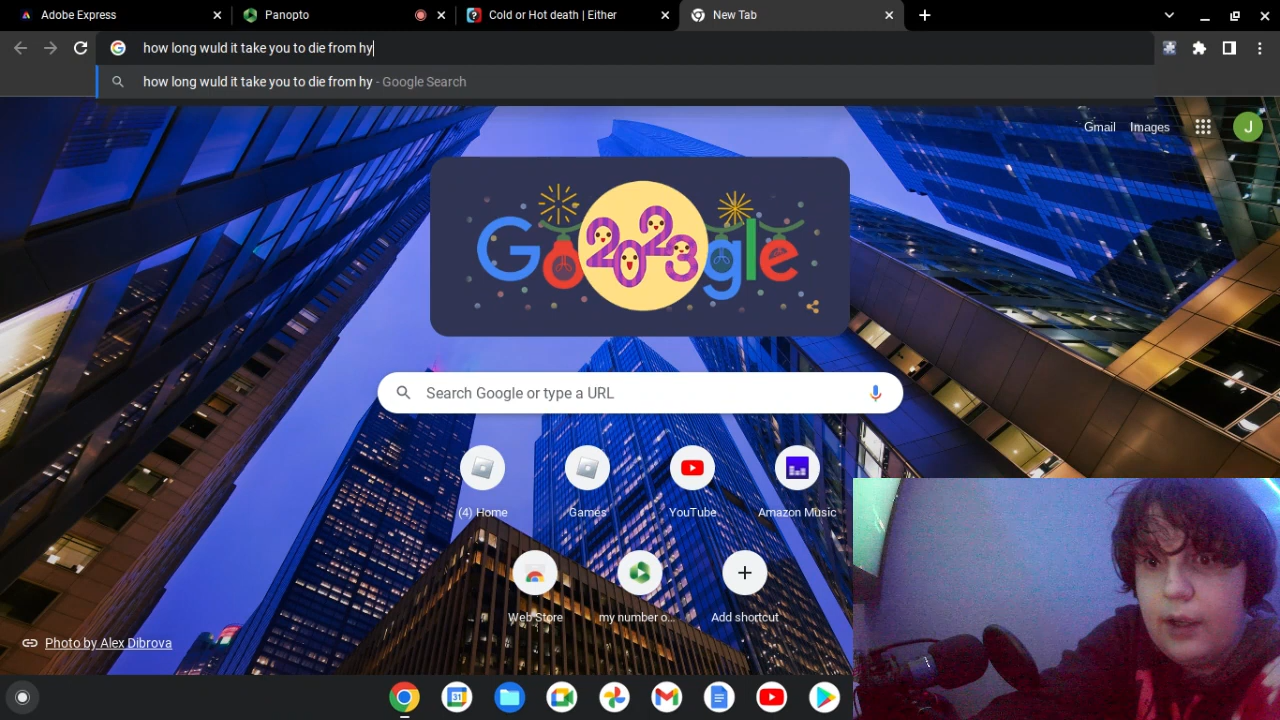 Adobe Express
Panopto
Cold or Hot death | Either
New Tab
how long wuld it take you to die from hy
how long wuld it take you to die from hy - Google Search
Gmail
Images
J
Go2023gle
Search Google or type a URL
(4) Home
Games
YouTube
Amazon Music
Web Store
my number o...
Add shortcut
Photo by Alex Dibrova
31